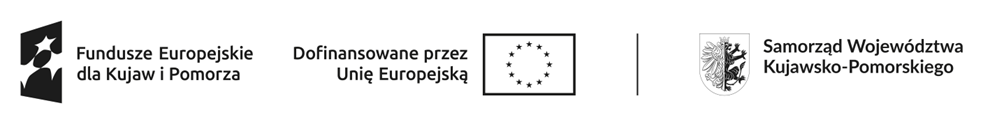 Fundusze Europejskie
dla Kujaw i Pomorza
Dofinansowane przez
Unię Europejską
Samorząd Województwa
Kujawsko-Pomorskiego